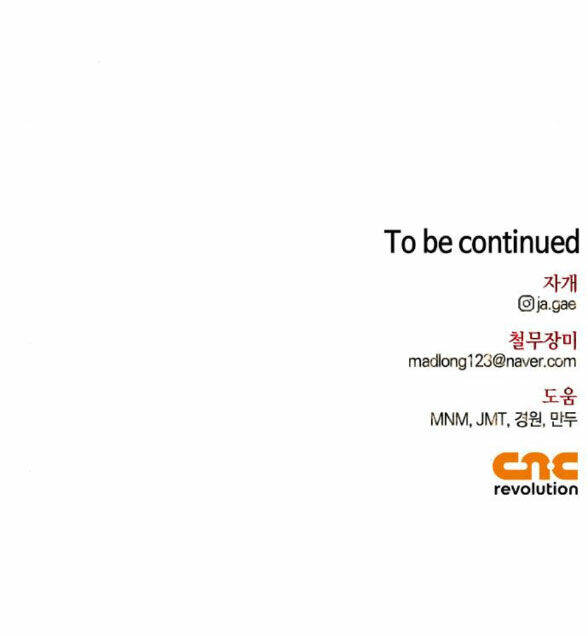 To be continued
자개
ja.gae
철무장미
madlong123@naver.com
도움
MNM, JMT, 경원, 만두
cnc
revolution